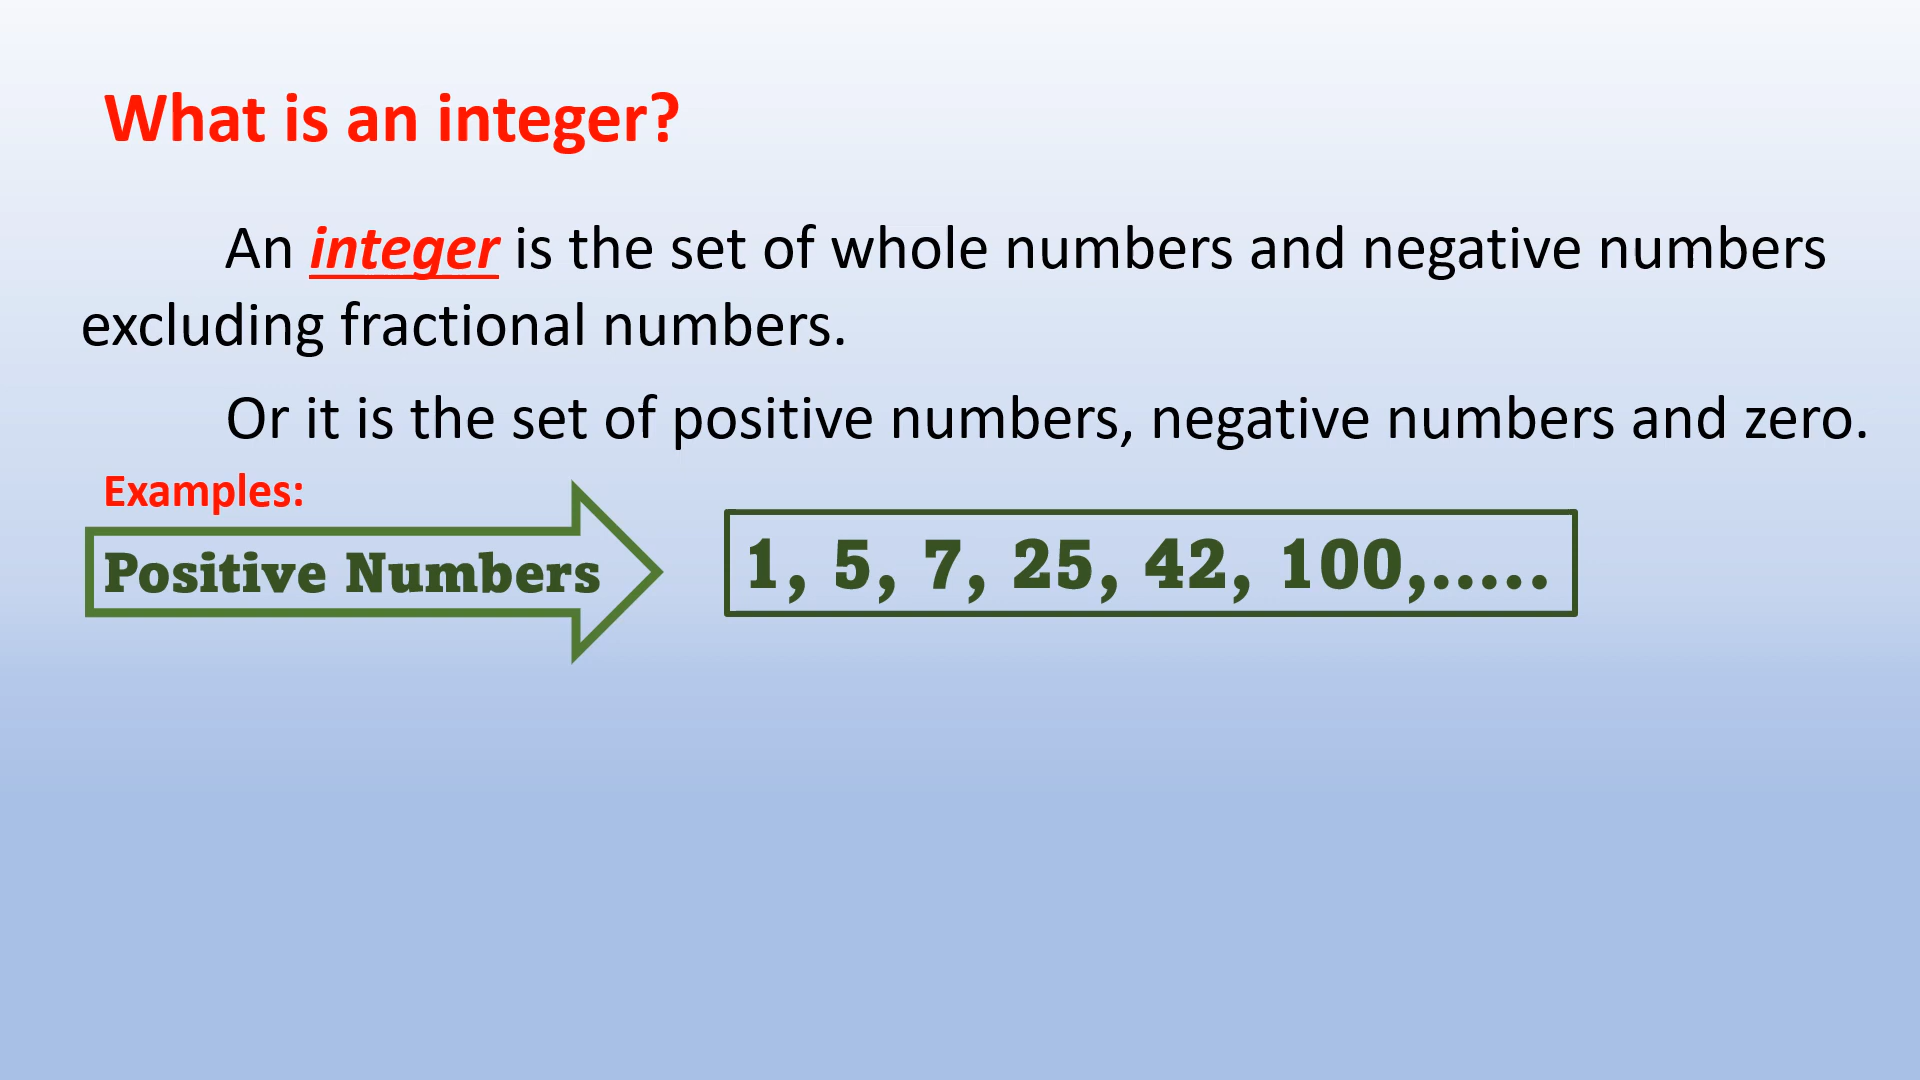 What is an integer?
An integer is the set of whole numbers and negative numbers
excluding fractional numbers.
Or it is the set of positive numbers, negative numbers and zero.
Examples:
Positive Numbers
1, 5, 7, 25, 42, 100,.....